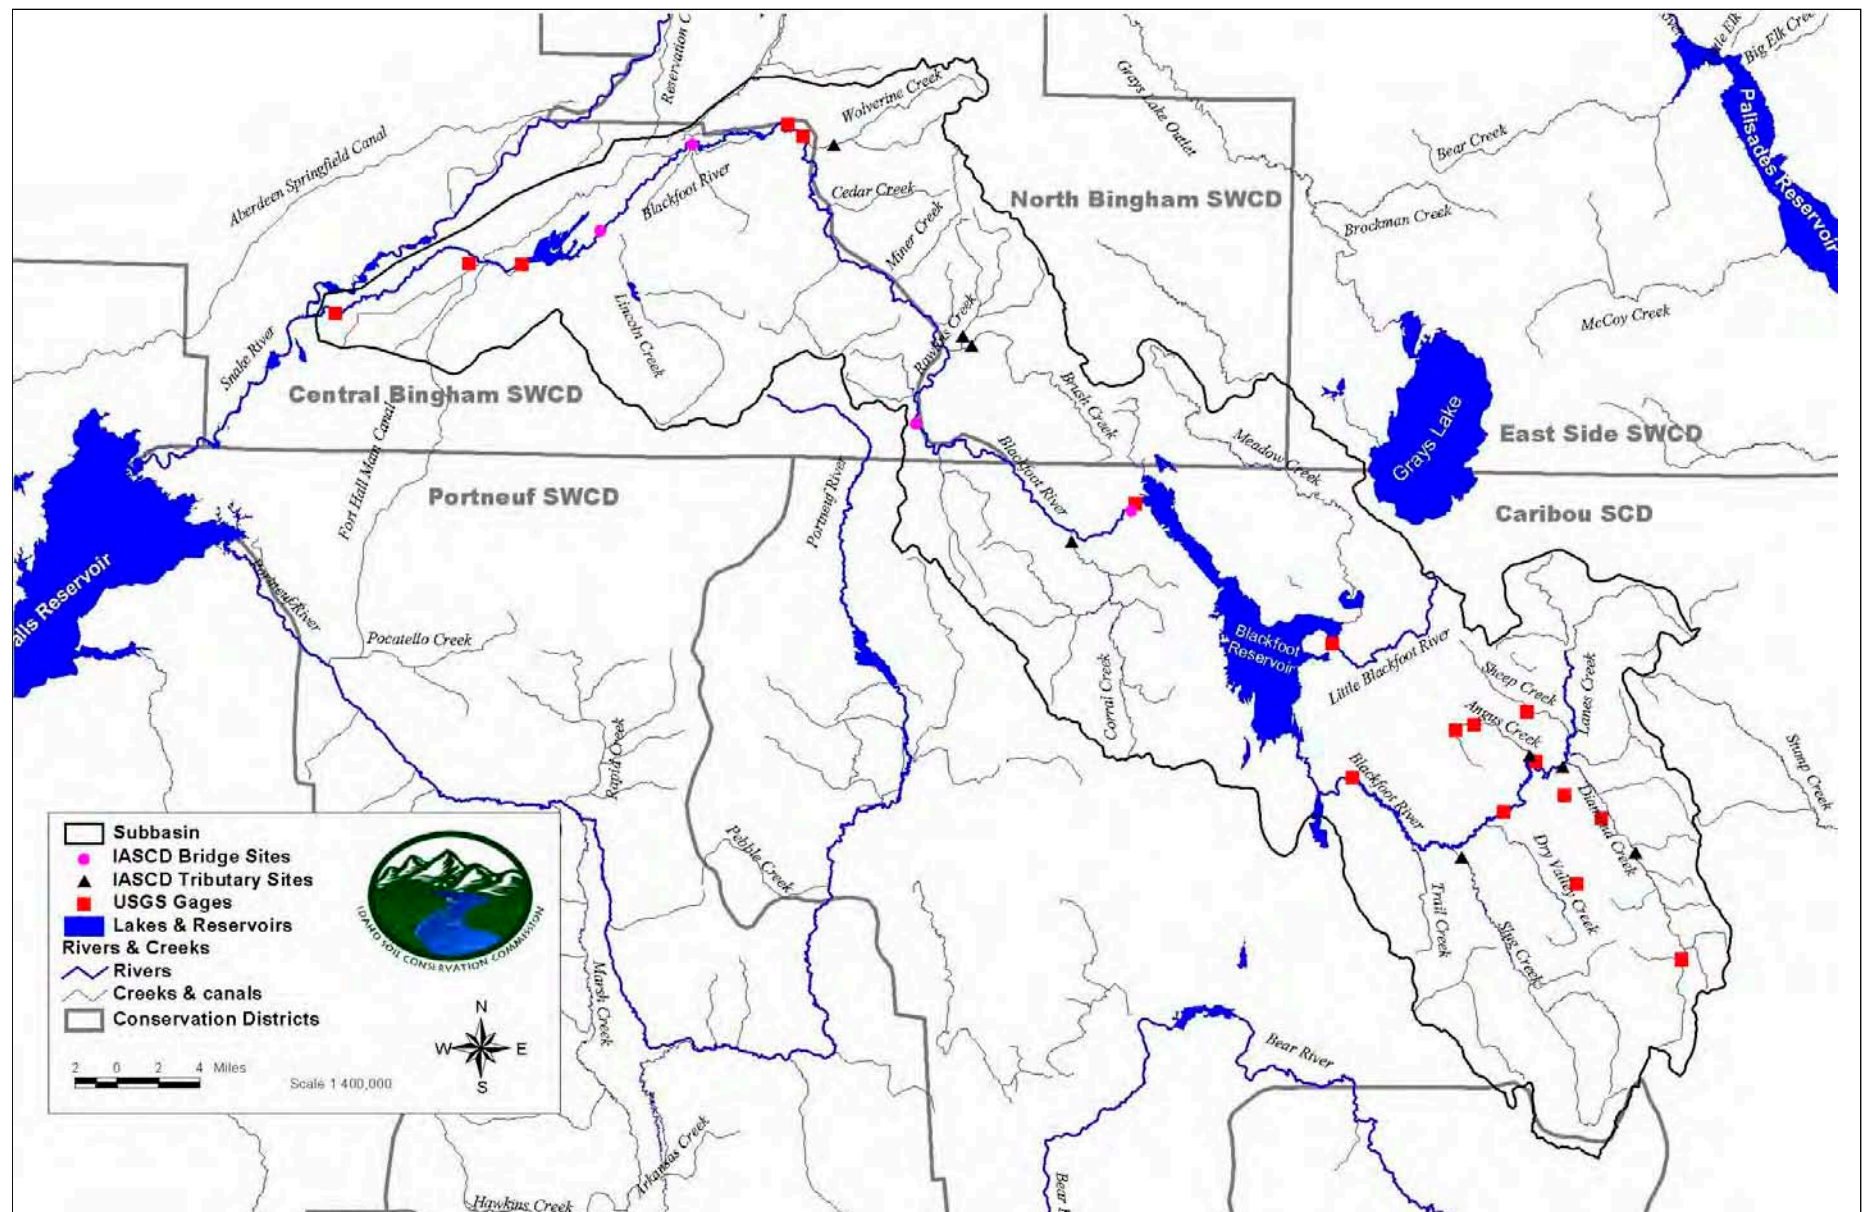 Reservation C
Wolverine Creek
Grays Lake Outlet
Big Elk Cree
Bear Creek
Palisades Reservoir
Aberdeen Springfield Canal
Blackfoot River
Cedar Creek
North Bingham SWCD
Brockman Creek
Miner Creek
Snake River
Lincoln Creek
Rawlins Creek
McCoy Creek
Central Bingham SWCD
Brush Creek
Grays Lake
East Side SWCD
Fort Hall Main Canal
Portneuf SWCD
Portneuf River
Blackfoot River
Meadow Creek
Caribou SCD
alls Reservoir
Portneuf River
Pocatello Creek
Corral Creek
Blackfoot
Reservoir
Little Blackfoot River
Sheep Creek
Lanes Creek
Angus Creek
Rapid Creek
Blackfoot River
Diamond Creek
Stump Creek
Pebble Creek
Dry Valley Creek
Trail Creek
Slug Creek
Marsh Creek
Bear River
Arkansas Creek
Hawkins Creek
Bear
Subbasin
IASCD Bridge Sites
IASCD Tributary Sites
USGS Gages
Lakes & Reservoirs
Rivers & Creeks
Rivers
Creeks & canals
Conservation Districts
IDAHO SOIL CONSERVATION COMMISSION
N
W E
S
2 0 2 4 Miles
Scale 1 400,000